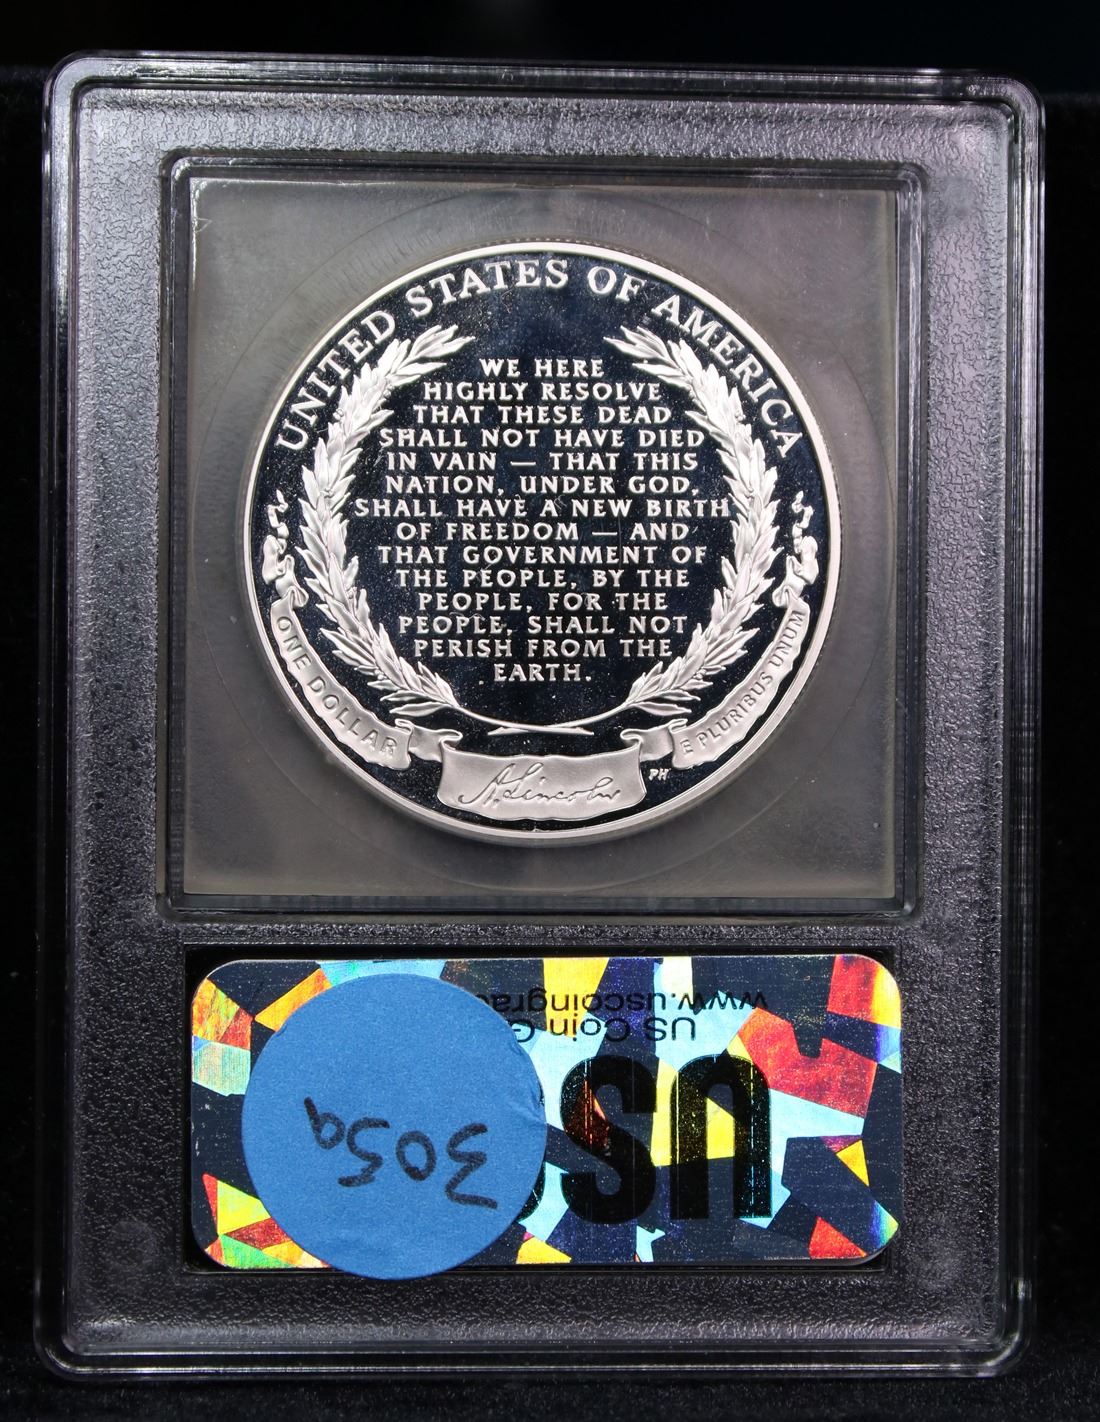 UNITED STATES OF AMERICA
WE HERE
HIGHLY RESOLVE
THAT THESE DEAD
SHALL NOT HAVE DIED
IN VAIN — THAT THIS
NATION, UNDER GOD,
SHALL HAVE A NEW BIRTH
OF FREEDOM — AND
THAT GOVERNMENT OF
THE PEOPLE, BY THE
PEOPLE, FOR THE
PEOPLE, SHALL NOT
PERISH FROM THE
EARTH.
ONE DOLLAR
E PLURIBUS UNUM
A. Lincoln
PH
US
US Coin
www.uscoingra
305a